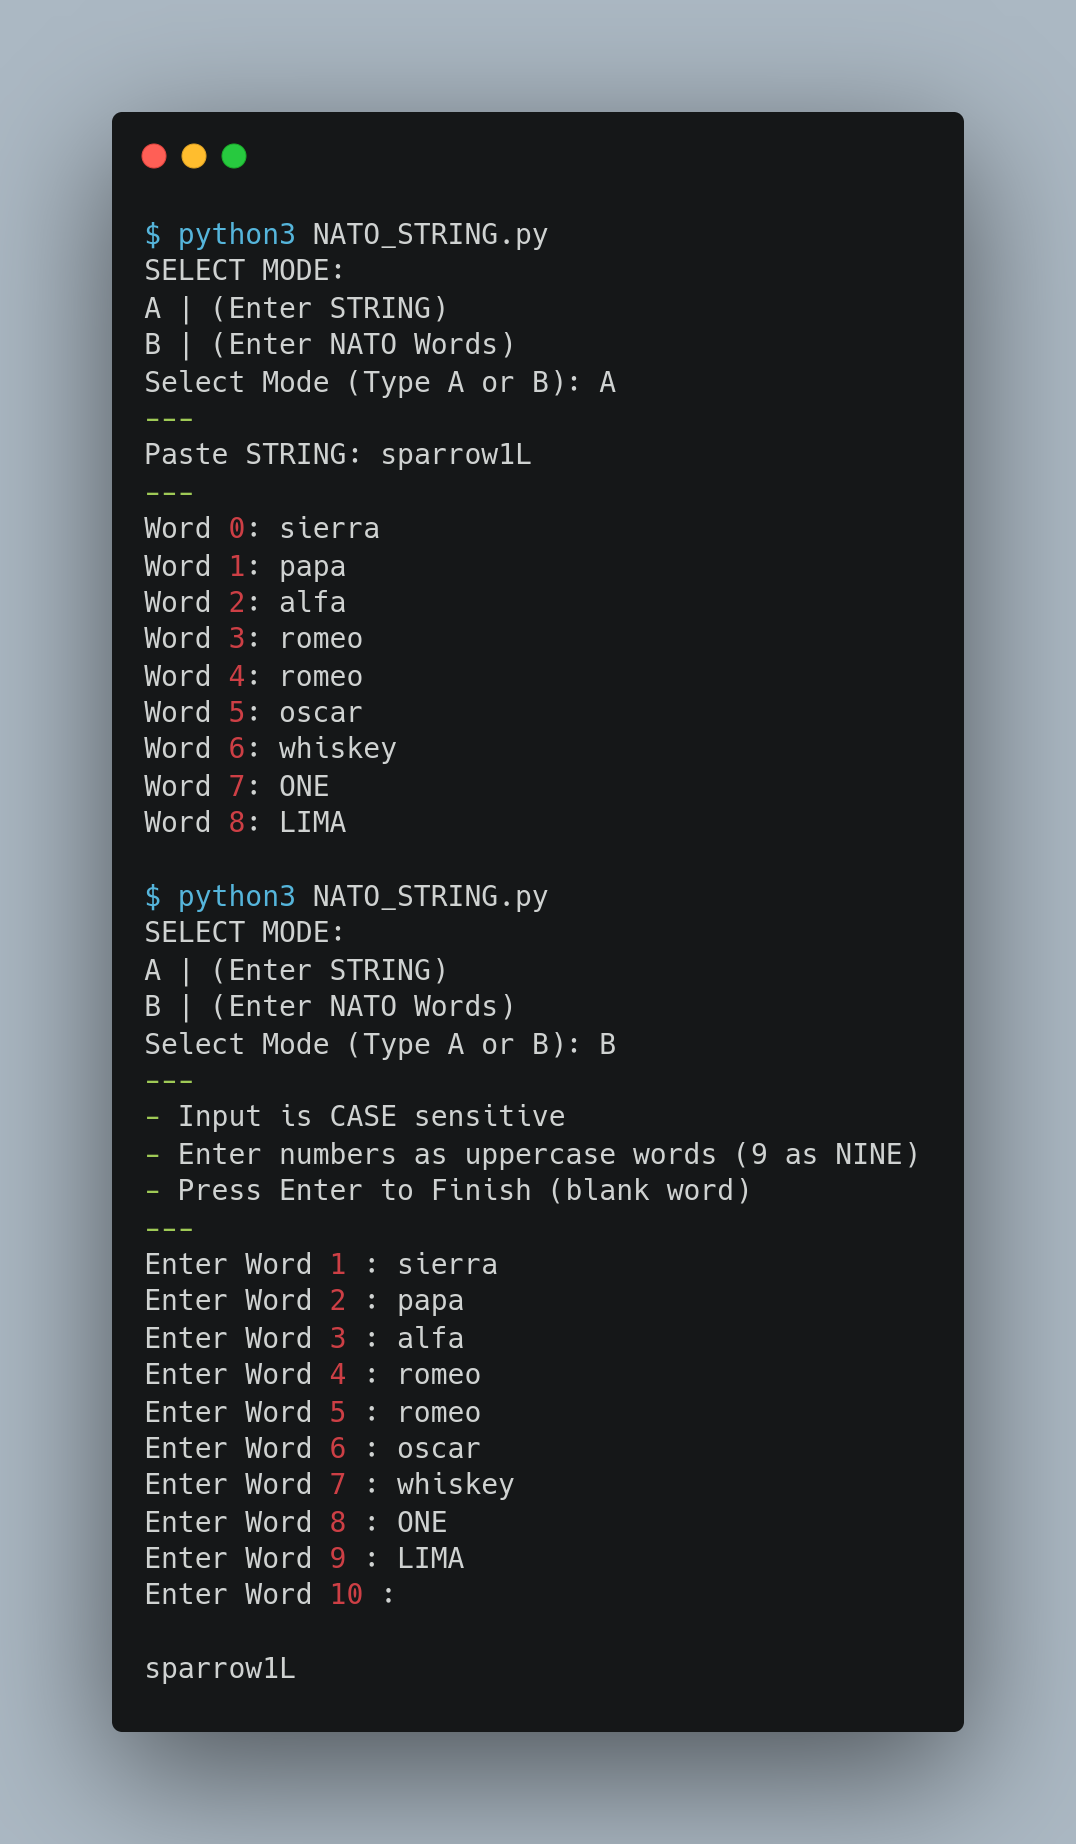 $ python3 NATO_STRING.py
SELECT MODE:
A | (Enter STRING)
B | (Enter NATO Words)
Select Mode (Type A or B): A
---
Paste STRING: sparrow1L
---
Word 0: sierra
Word 1: papa
Word 2: alfa
Word 3: romeo
Word 4: romeo
Word 5: oscar
Word 6: whiskey
Word 7: ONE
Word 8: LIMA

$ python3 NATO_STRING.py
SELECT MODE:
A | (Enter STRING)
B | (Enter NATO Words)
Select Mode (Type A or B): B
---
- Input is CASE sensitive
- Enter numbers as uppercase words (9 as NINE)
- Press Enter to Finish (blank word)
---
Enter Word 1 : sierra
Enter Word 2 : papa
Enter Word 3 : alfa
Enter Word 4 : romeo
Enter Word 5 : romeo
Enter Word 6 : oscar
Enter Word 7 : whiskey
Enter Word 8 : ONE
Enter Word 9 : LIMA
Enter Word 10 :

sparrow1L